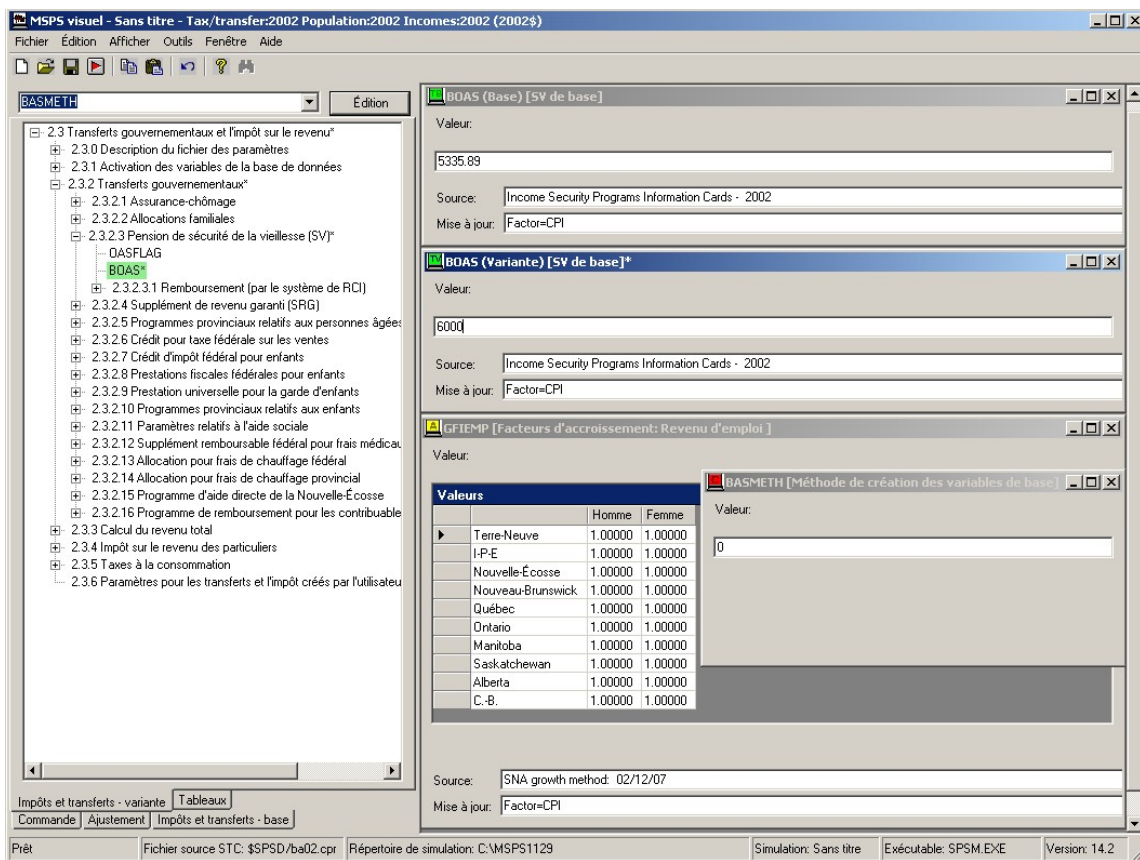 MSPS visuel - Sans titre - Tax/transfer:2002 Population:2002 Incomes:2002 (2002$)
Fichier Édition Afficher Outils Fenêtre Aide
BASMETH
Édition
2.3 Transferts gouvernementaux et l'impôt sur le revenu*
2.3.0 Description du fichier des paramètres
2.3.1 Activation des variables de la base de données
2.3.2 Transferts gouvernementaux*
2.3.2.1 Assurance-chômage
2.3.2.2 Allocations familiales
2.3.2.3 Pension de sécurité de la vieillesse (SV)*
OASFLAG
BOAS*
2.3.2.3.1 Remboursement (par le système de RCI)
2.3.2.4 Supplément de revenu garanti (SRG)
2.3.2.5 Programmes provinciaux relatifs aux personnes âgées
2.3.2.6 Crédit pour taxe fédérale sur les ventes
2.3.2.7 Crédit d'impôt fédéral pour enfants
2.3.2.8 Prestations fiscales fédérales pour enfants
2.3.2.9 Prestation universelle pour la garde d'enfants
2.3.2.10 Programmes provinciaux relatifs aux enfants
2.3.2.11 Paramètres relatifs à l'aide sociale
2.3.2.12 Supplément remboursable fédéral pour frais médicau
2.3.2.13 Allocation pour frais de chauffage fédéral
2.3.2.14 Allocation pour frais de chauffage provincial
2.3.2.15 Programme d'aide directe de la Nouvelle-Écosse
2.3.2.16 Programme de remboursement pour les contribuable
2.3.3 Calcul du revenu total
2.3.4 Impôt sur le revenu des particuliers
2.3.5 Taxes à la consommation
2.3.6 Paramètres pour les transferts et l'impôt créés par l'utilisateu
Impôts et transferts - variante Tableaux
Commande Ajustement Impôts et transferts - base
BOAS (Base) [SV de base]
Valeur:
5335.89
Source: Income Security Programs Information Cards - 2002
Mise à jour: Factor=CPI
BOAS (Variante) [SV de base]*
Valeur:
6000
Source: Income Security Programs Information Cards - 2002
Mise à jour: Factor=CPI
GFIEMP [Facteurs d'accroissement: Revenu d'emploi ]
Valeur:
Valeurs
Homme Femme
Terre-Neuve 1.00000 1.00000
I-P-E 1.00000 1.00000
Nouvelle-Écosse 1.00000 1.00000
Nouveau-Brunswick 1.00000 1.00000
Québec 1.00000 1.00000
Ontario 1.00000 1.00000
Manitoba 1.00000 1.00000
Saskatchewan 1.00000 1.00000
Alberta 1.00000 1.00000
C.-B. 1.00000 1.00000
BASMETH [Méthode de création des variables de base]
Valeur:
0
Source: SNA growth method: 02/12/07
Mise à jour: Factor=CPI
Prêt Fichier source STC: $SPSD/ba02.cpr Répertoire de simulation: C:\MSPS1129 Simulation: Sans titre Exécutable: SPSM.EXE Version: 14.2